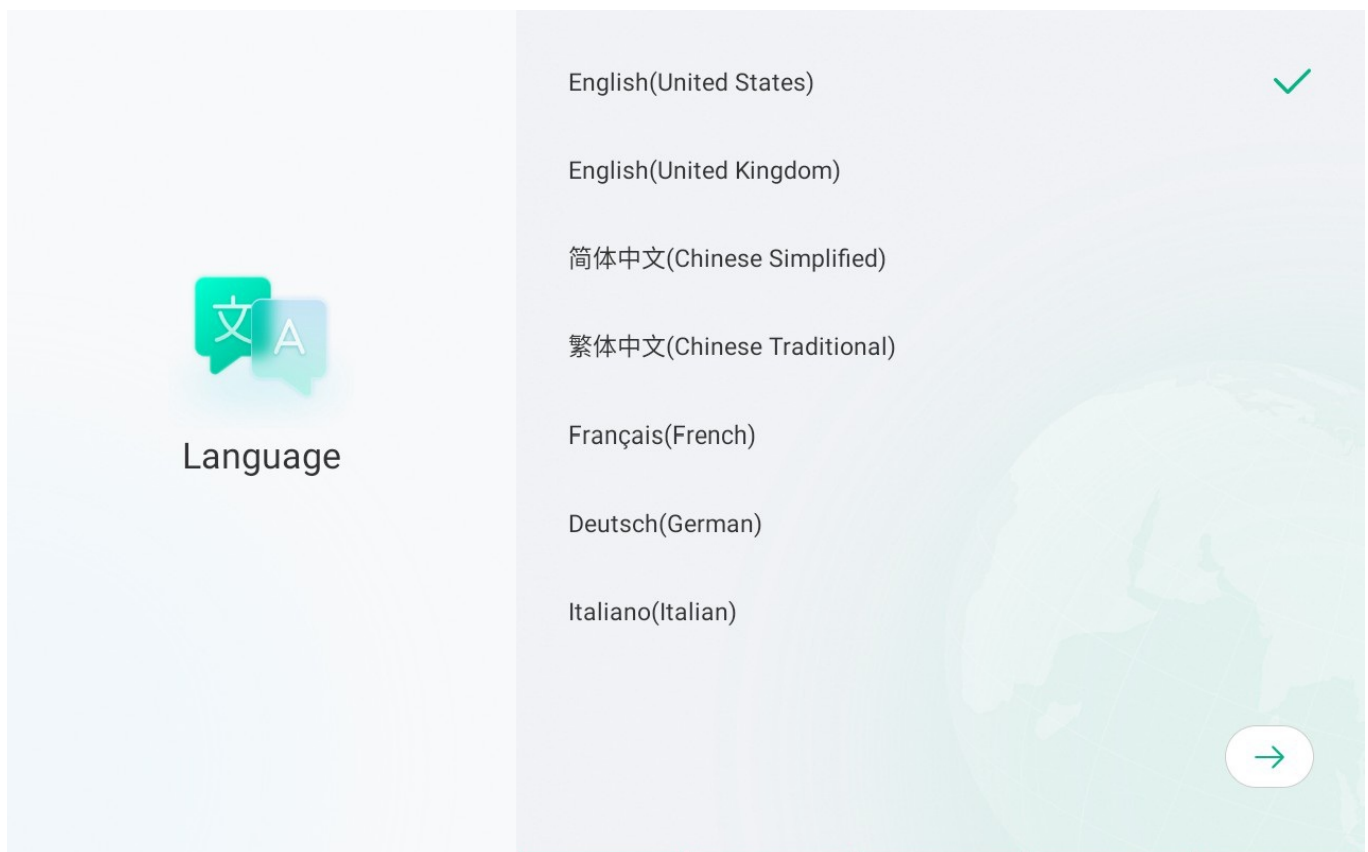 文 A
Language
English(United States)
English(United Kingdom)
简体中文(Chinese Simplified)
繁体中文(Chinese Traditional)
Français(French)
Deutsch(German)
Italiano(Italian)